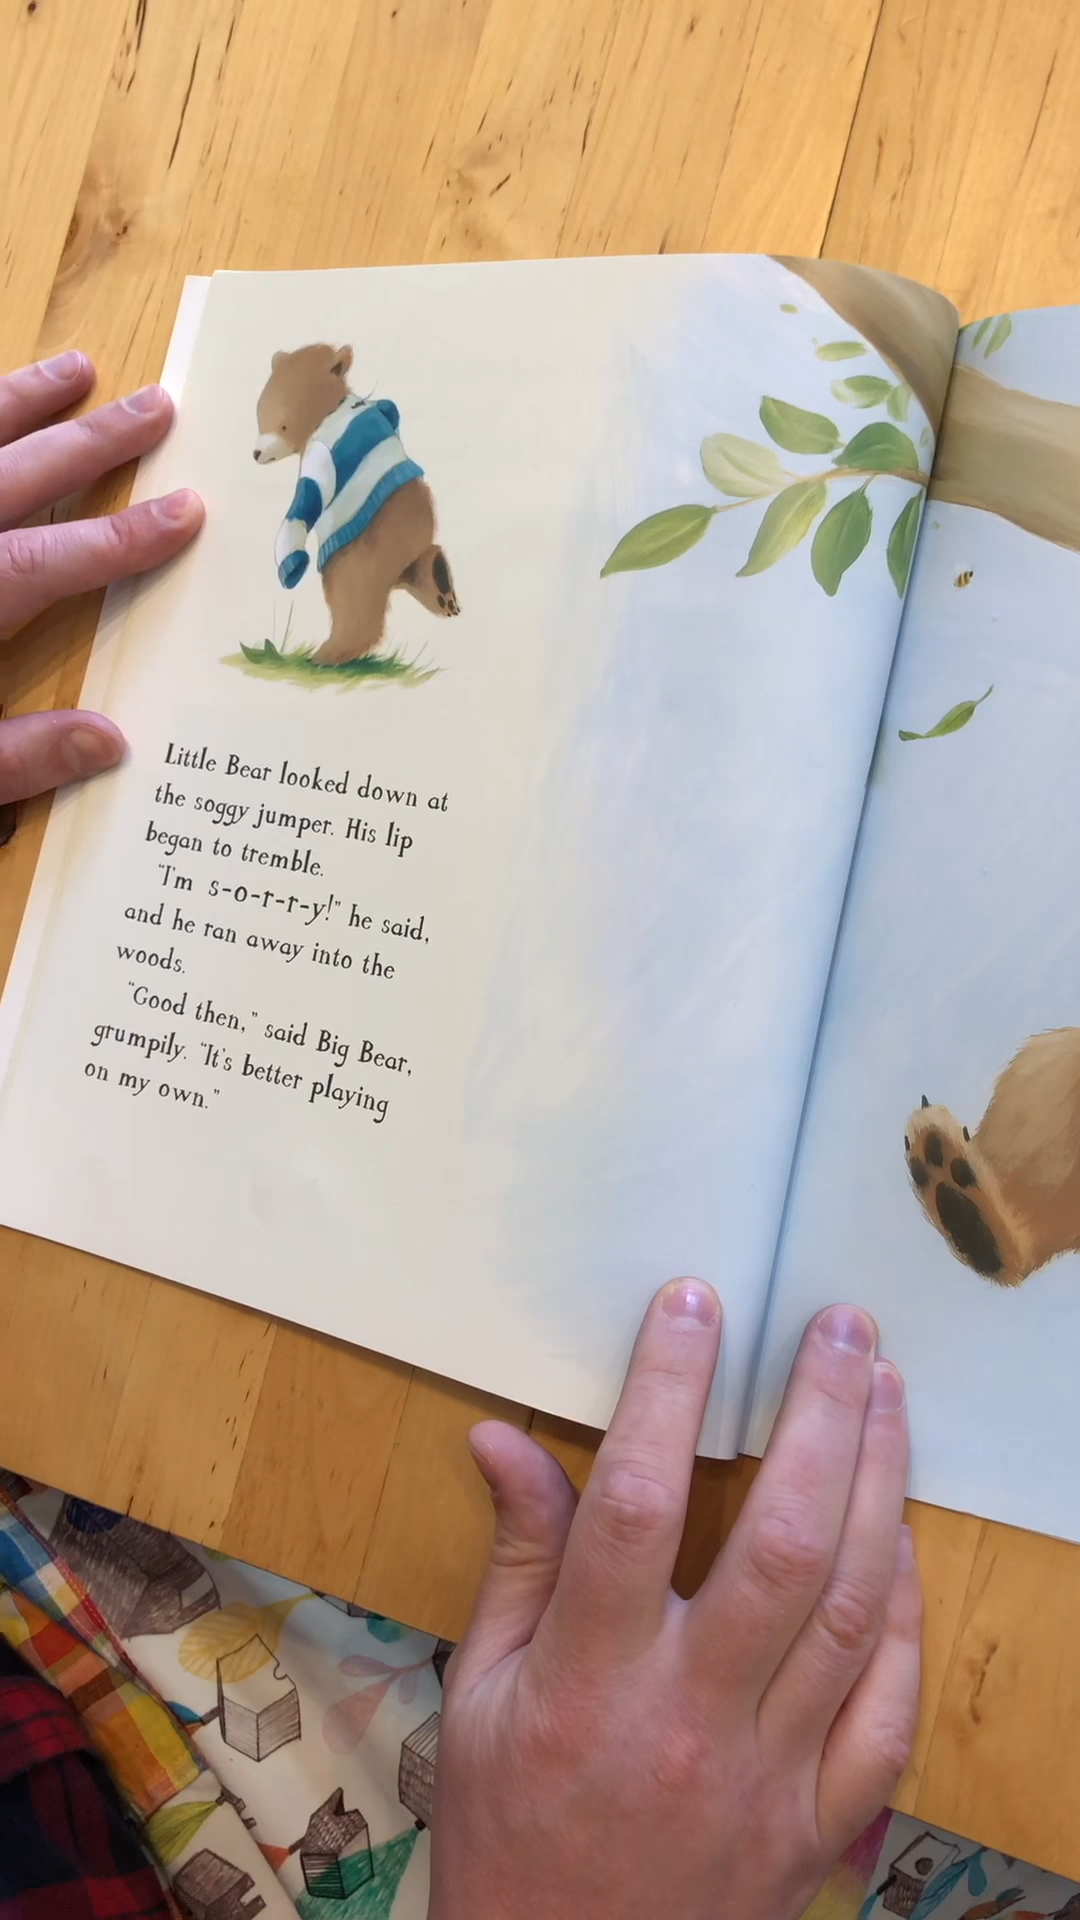 Little Bear looked down at
the soggy jumper. His lip
began to tremble.
"I'm s-o-r-r-y!" he said,
and he ran away into the
woods.
"Good then," said Big Bear,
grumpily. "It's better playing
on my own."